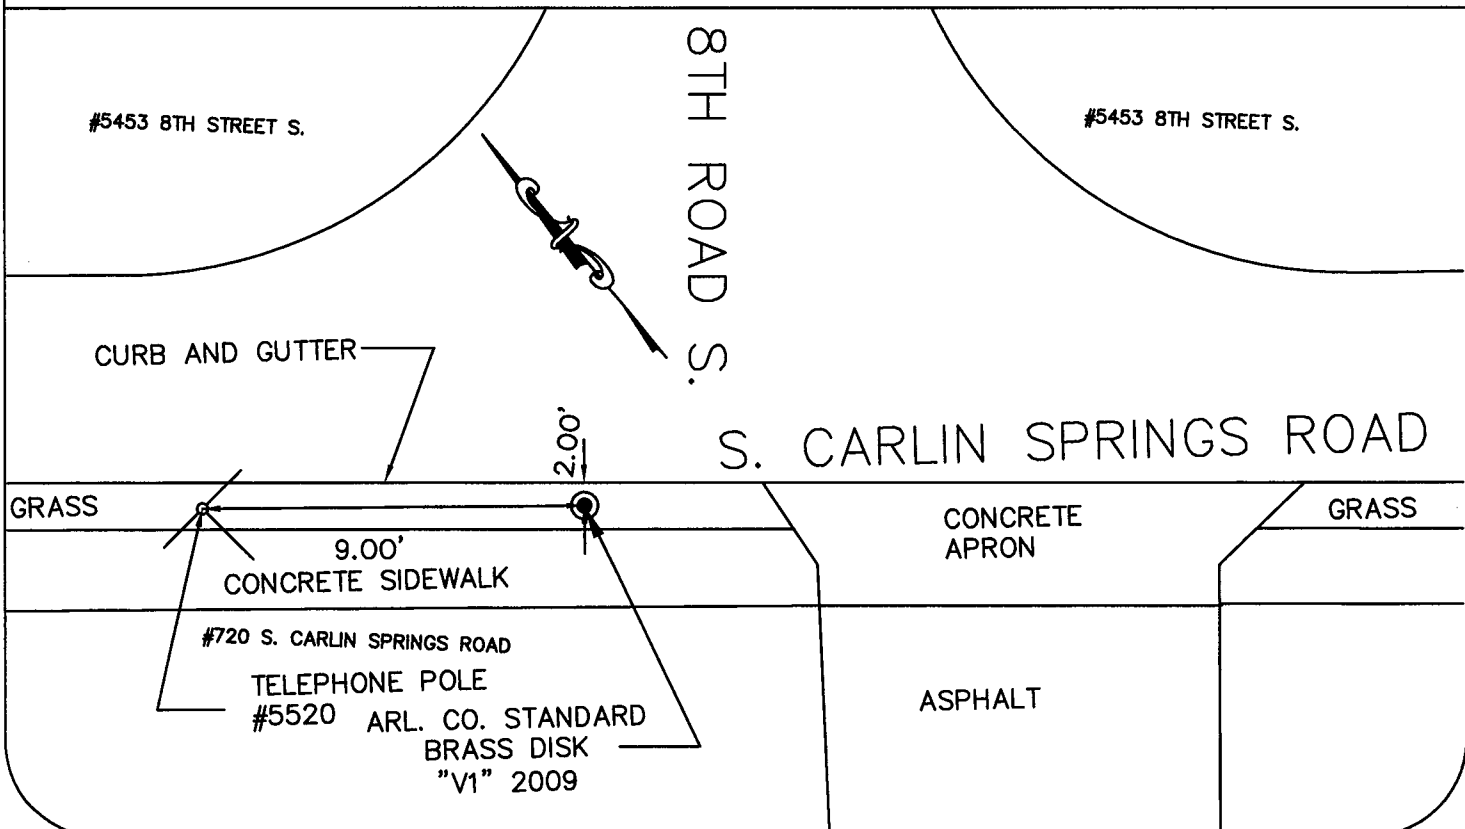 8TH ROAD S.
#5453 8TH STREET S.
#5453 8TH STREET S.
CURB AND GUTTER
2.00'
S. CARLIN SPRINGS ROAD
GRASS
CONCRETE
APRON
GRASS
9.00'
CONCRETE SIDEWALK
#720 S. CARLIN SPRINGS ROAD
TELEPHONE POLE
#5520
ARL. CO. STANDARD
BRASS DISK
"V1" 2009
ASPHALT